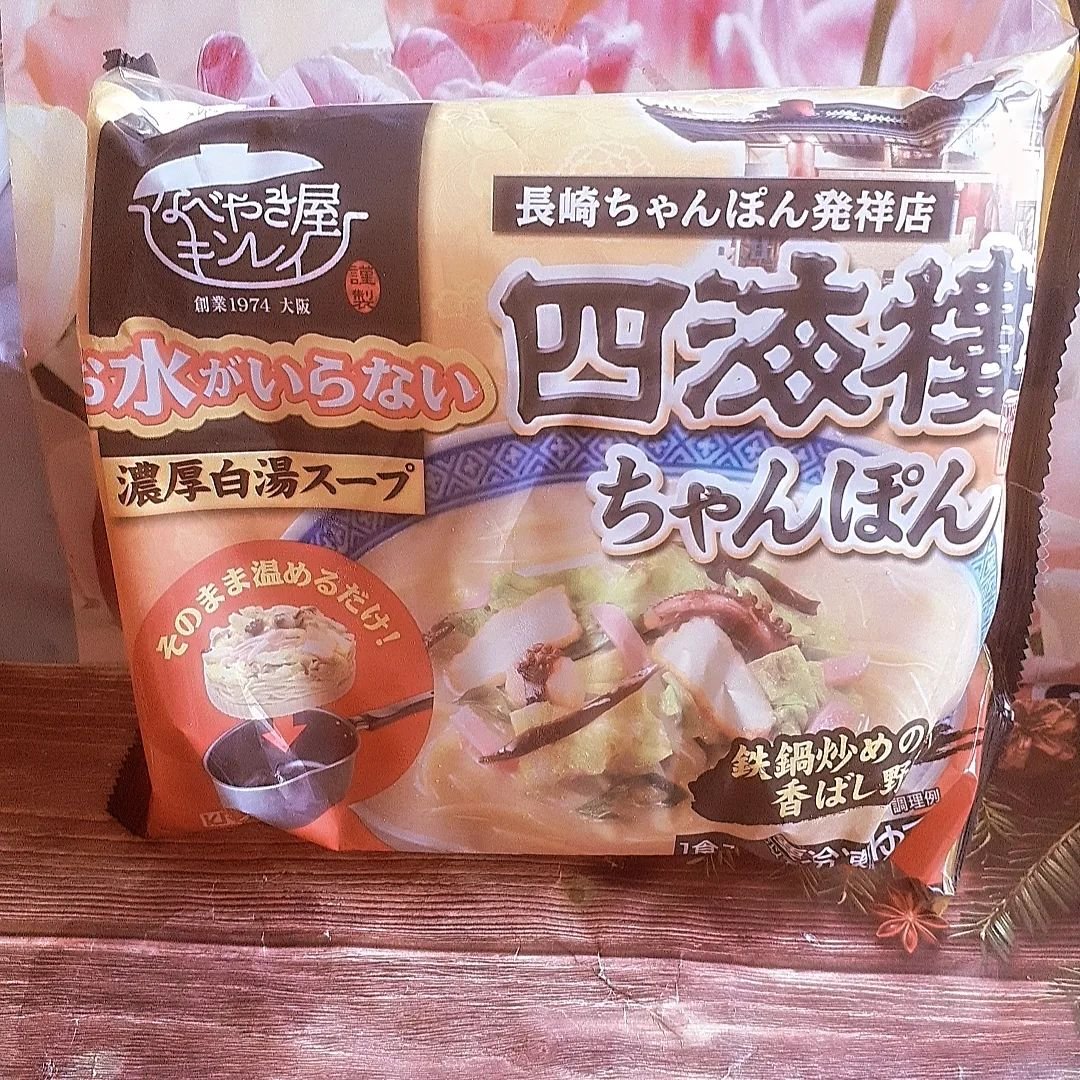 なべやき屋
キンレイ
謹製
創業1974 大阪
お水がいらない
濃厚白湯スープ
そのまま温めるだけ!
長崎ちゃんぽん発祥店
四海樓
ちゃんぽん
鉄鍋炒めの
香ばし野
調理例